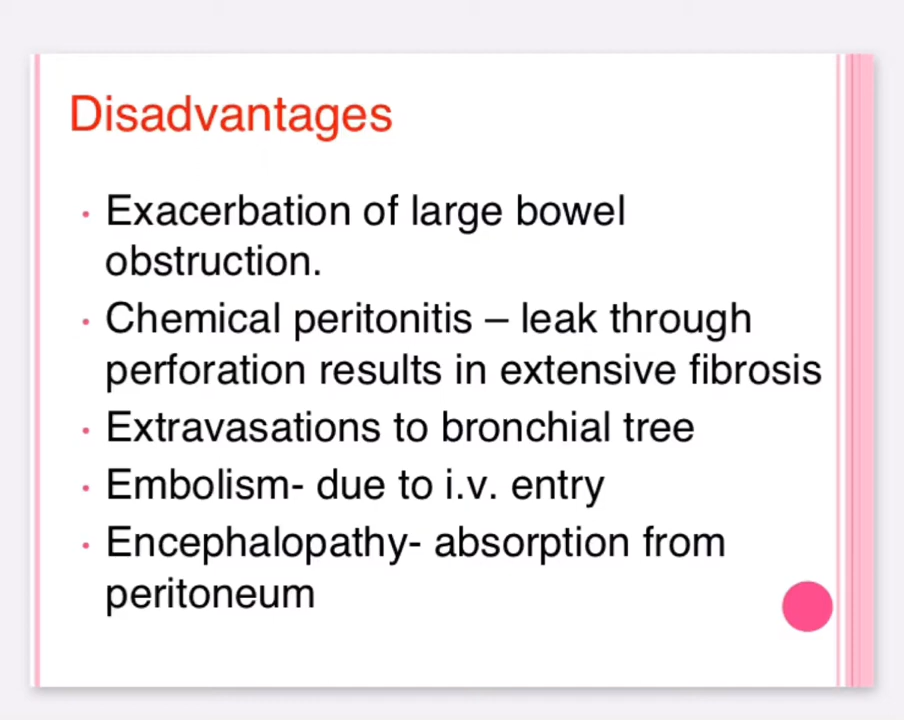 Disadvantages
• Exacerbation of large bowel
obstruction.
• Chemical peritonitis – leak through
perforation results in extensive fibrosis
• Extravasations to bronchial tree
• Embolism- due to i.v. entry
• Encephalopathy- absorption from
peritoneum